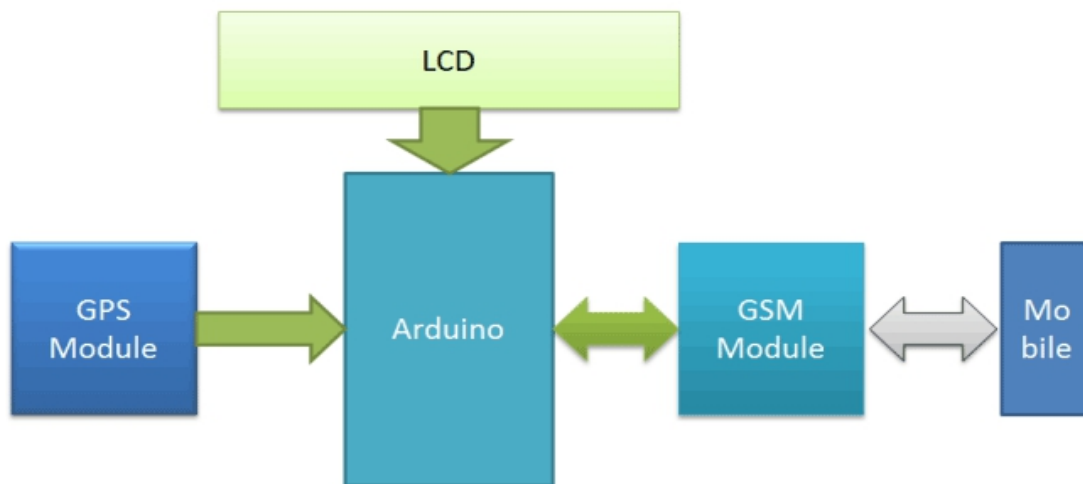 LCD
GPS
Module
Arduino
GSM
Module
Mo
bile